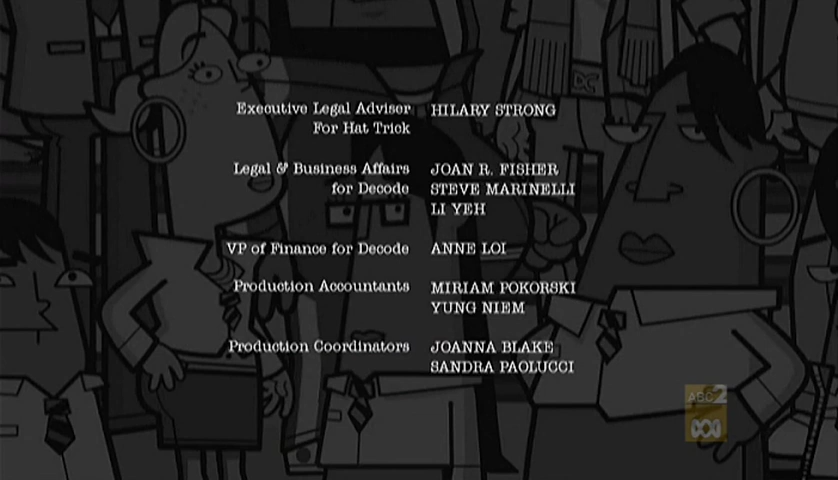 Executive Legal Adviser HILARY STRONG
For Hat Trick
Legal & Business Affairs JOAN R. FISHER
for Decode STEVE MARINELLI
LI YEH
VP of Finance for Decode ANNE LOI
Production Accountants MIRIAM POKORSKI
YUNG NIEM
Production Coordinators JOANNA BLAKE
SANDRA PAOLUCCI
ABC2